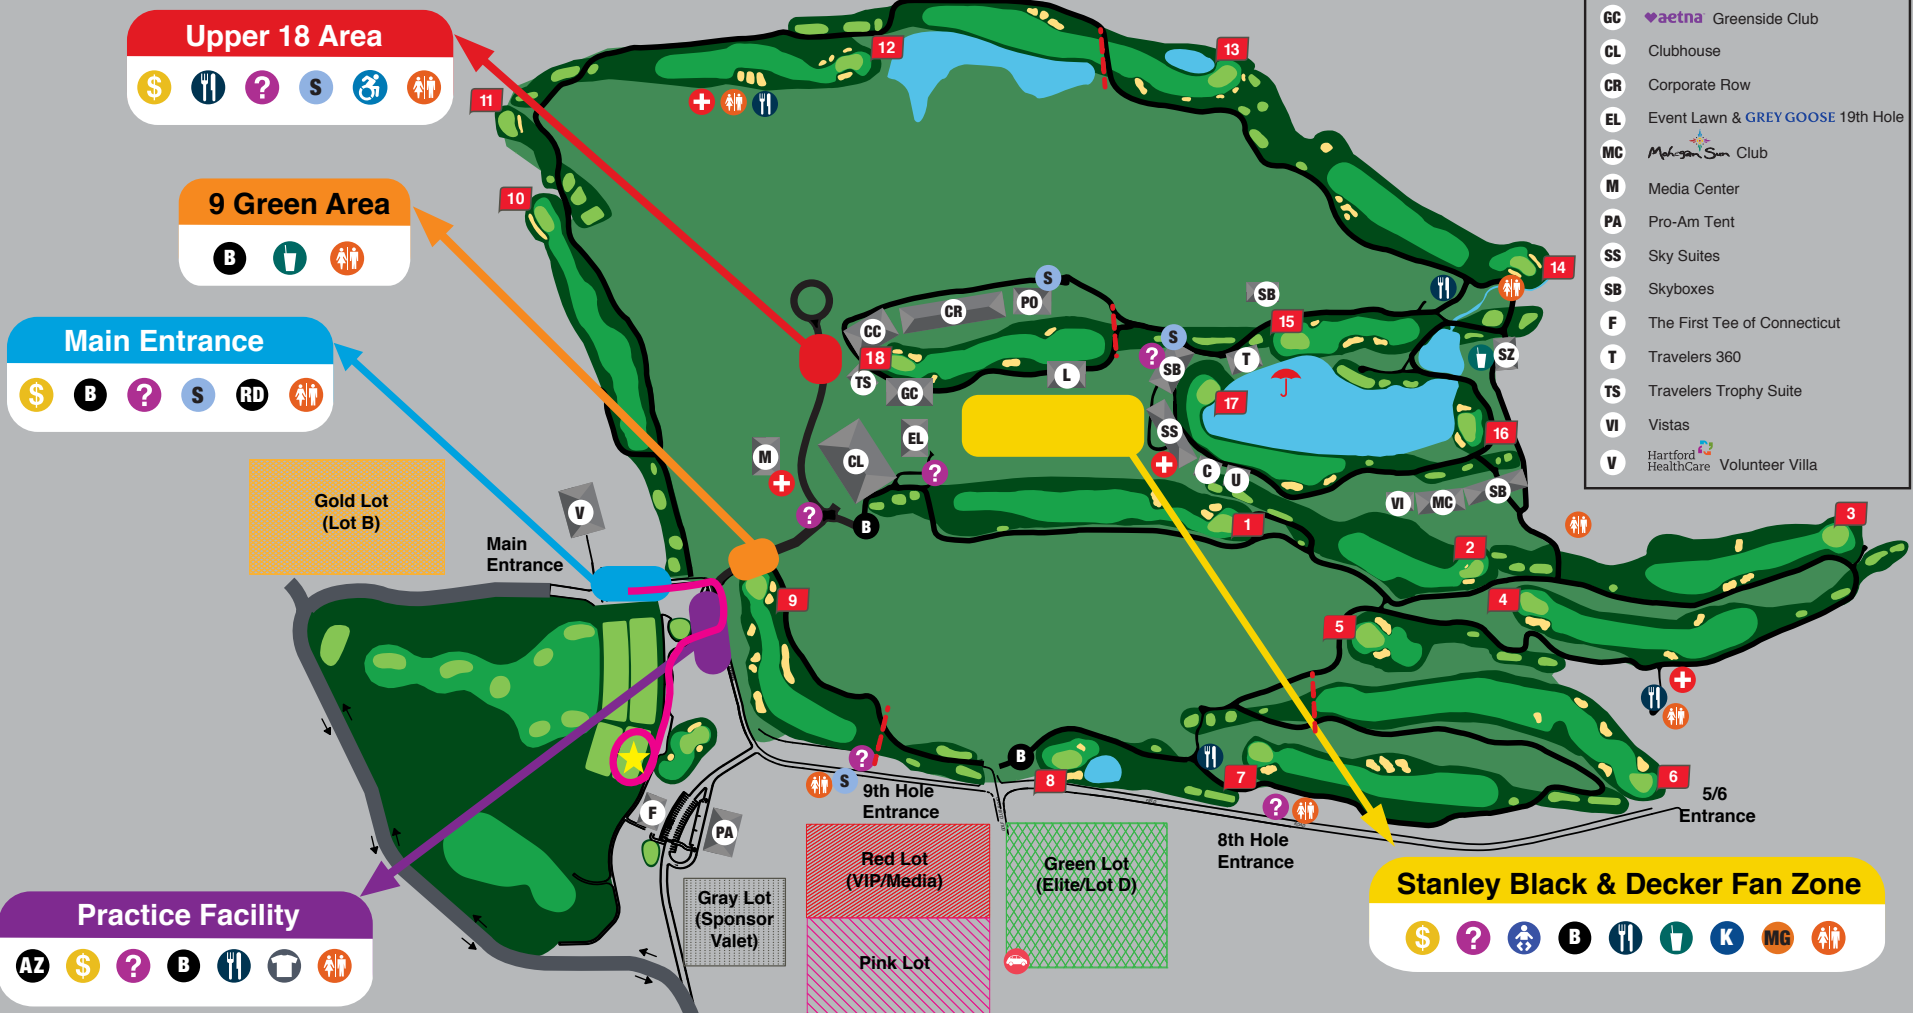 Upper 18 Area
$
?
S
9 Green Area
B
Main Entrance
$
B
?
S
RD
Gold Lot
(Lot B)
V
Main
Entrance
12
13
11
10
14
S
SB
CR
PO
CC
15
18
S
?
SB
T
SZ
TS
GC
L
17
EL
SS
16
M
CL
?
C
U
SB
VI
MC
?
B
1
3
2
9
4
5
?
S
9th Hole
Entrance
B
8
7
6
?
5/6
Entrance
8th Hole
Entrance
F
PA
Red Lot
(VIP/Media)
Green Lot
(Elite/Lot D)
Gray Lot
(Sponsor
Valet)
Pink Lot
Practice Facility
AZ
$
?
B
Stanley Black & Decker Fan Zone
$
?
B
K
MG
GC aetna Greenside Club
CL Clubhouse
CR Corporate Row
EL Event Lawn & GREY GOOSE 19th Hole
MC Mohegan Sun Club
M Media Center
PA Pro-Am Tent
SS Sky Suites
SB Skyboxes
F The First Tee of Connecticut
T Travelers 360
TS Travelers Trophy Suite
VI Vistas
V Hartford HealthCare Volunteer Villa